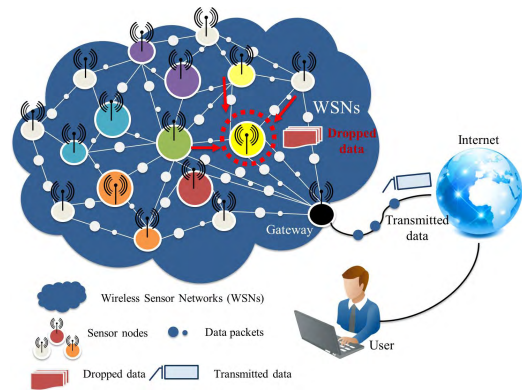 WSNs
Dropped
data
Internet
Gateway
Transmitted
data
Wireless Sensor Networks (WSNs)
User
Sensor nodes
Data packets
Dropped data
Transmitted data